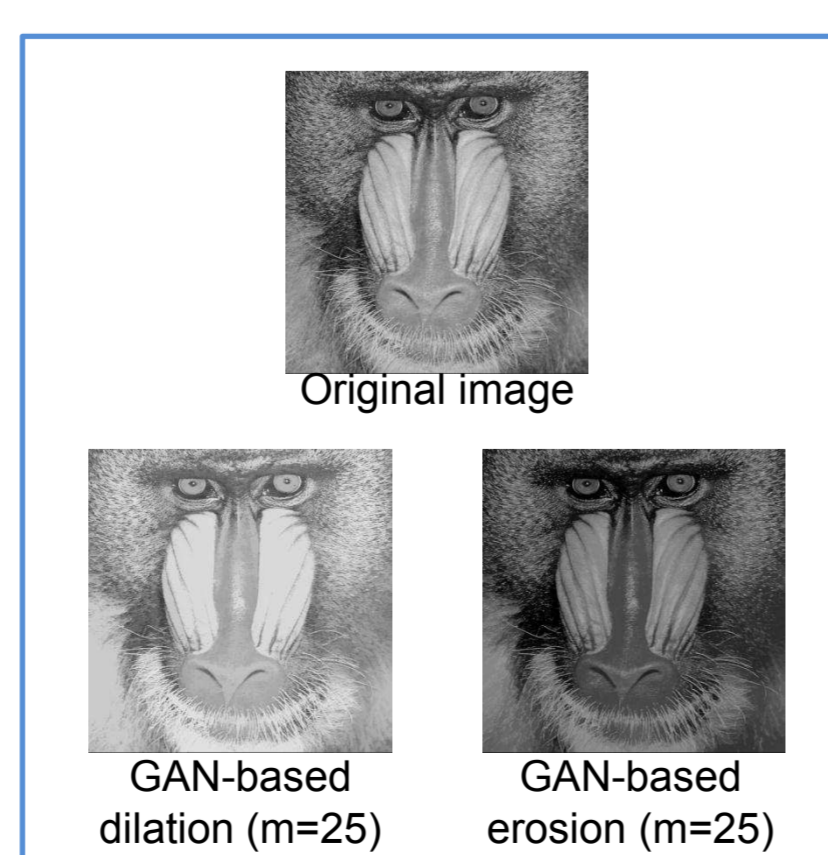 Original image
GAN-based
dilation (m=25)
GAN-based
erosion (m=25)